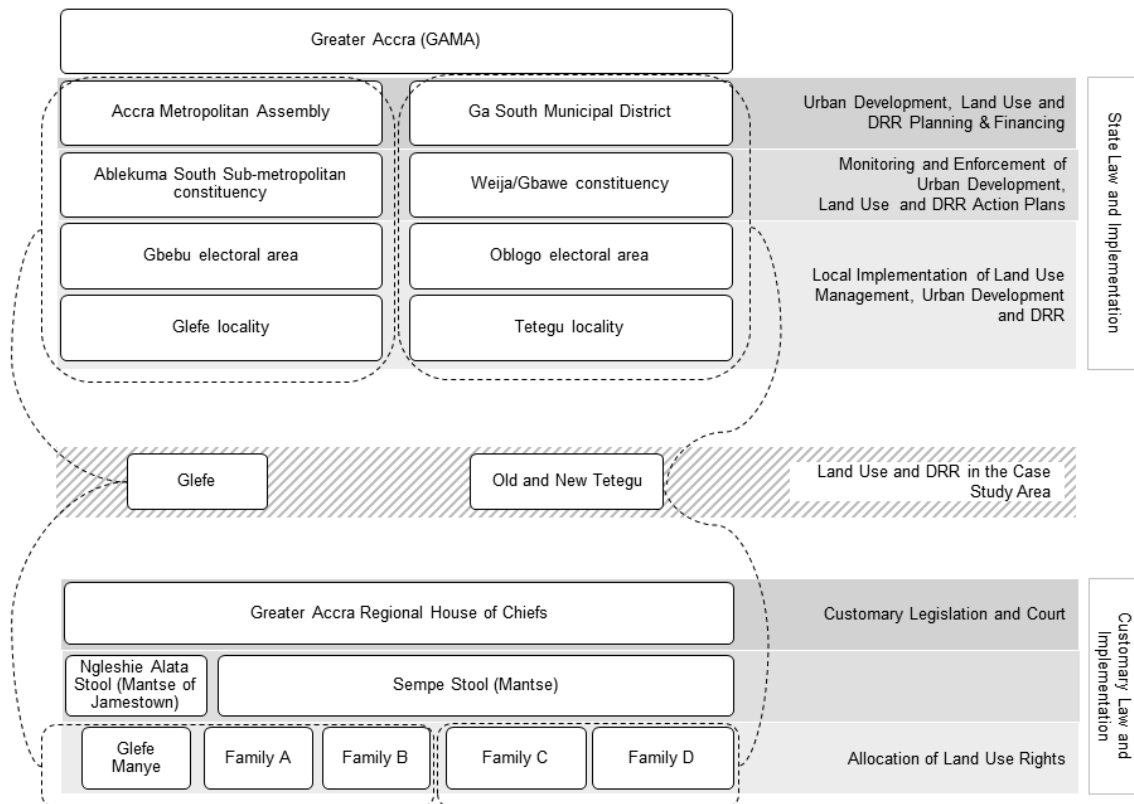 Greater Accra (GAMA)
Accra Metropolitan Assembly
Ga South Municipal District
Urban Development, Land Use and
DRR Planning & Financing
Ablekuma South Sub-metropolitan
constituency
Weija/Gbawe constituency
Monitoring and Enforcement of
Urban Development,
Land Use and DRR Action Plans
Gbebu electoral area
Oblogo electoral area
Local Implementation of Land Use
Management, Urban Development
and DRR
Glefe locality
Tetegu locality
State Law and Implementation
Glefe
Old and New Tetegu
Land Use and DRR in the Case
Study Area
Greater Accra Regional House of Chiefs
Customary Legislation and Court
Ngleshie Alata
Stool (Mantse of
Jamestown)
Sempe Stool (Mantse)
Glefe
Manye
Family A
Family B
Family C
Family D
Allocation of Land Use Rights
Customary Law and
Implementation